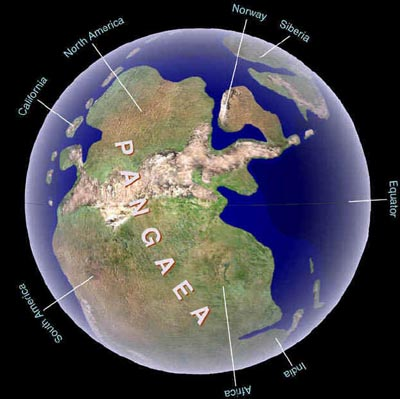 Norway
Siberia
North America
California
PANGAEA
Equator
South America
Africa
India